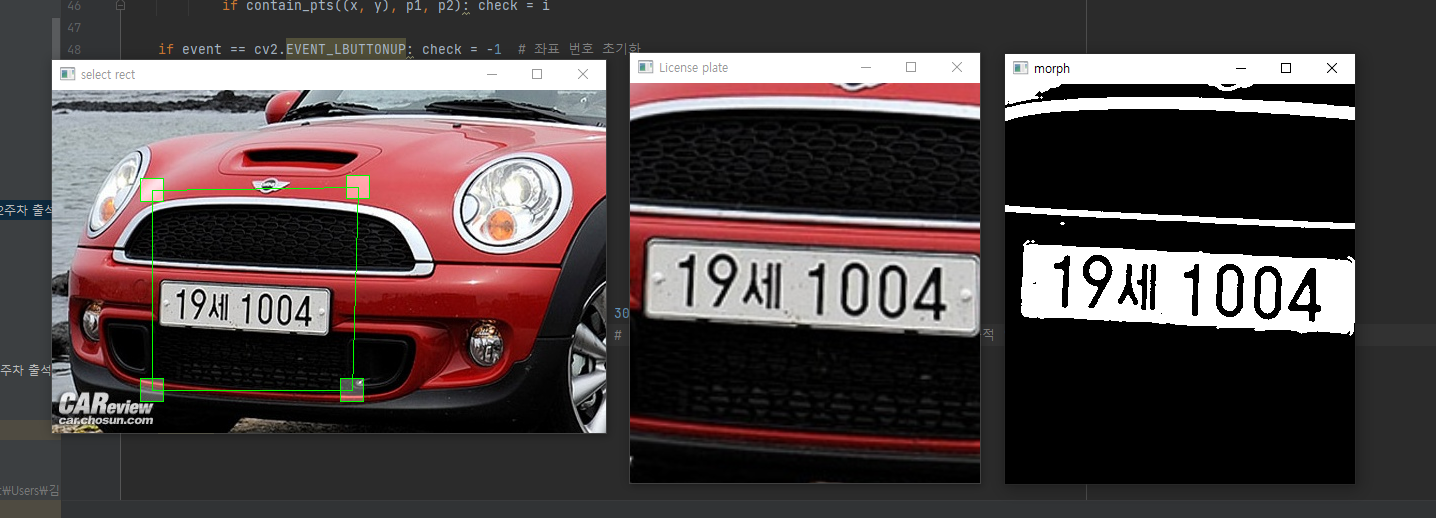 46 if contain_pts((x, y), p1, p2): check = i
47
48 if event == cv2.EVENT_LBUTTONUP: check = -1 # 좌표 번호 초기화
select rect
License plate
morph
2주차 출석
19세 1004
CAReview
car.chosun.com
19세 1004
19세 1004
30
#
적
주차 출석
:₩Users₩김